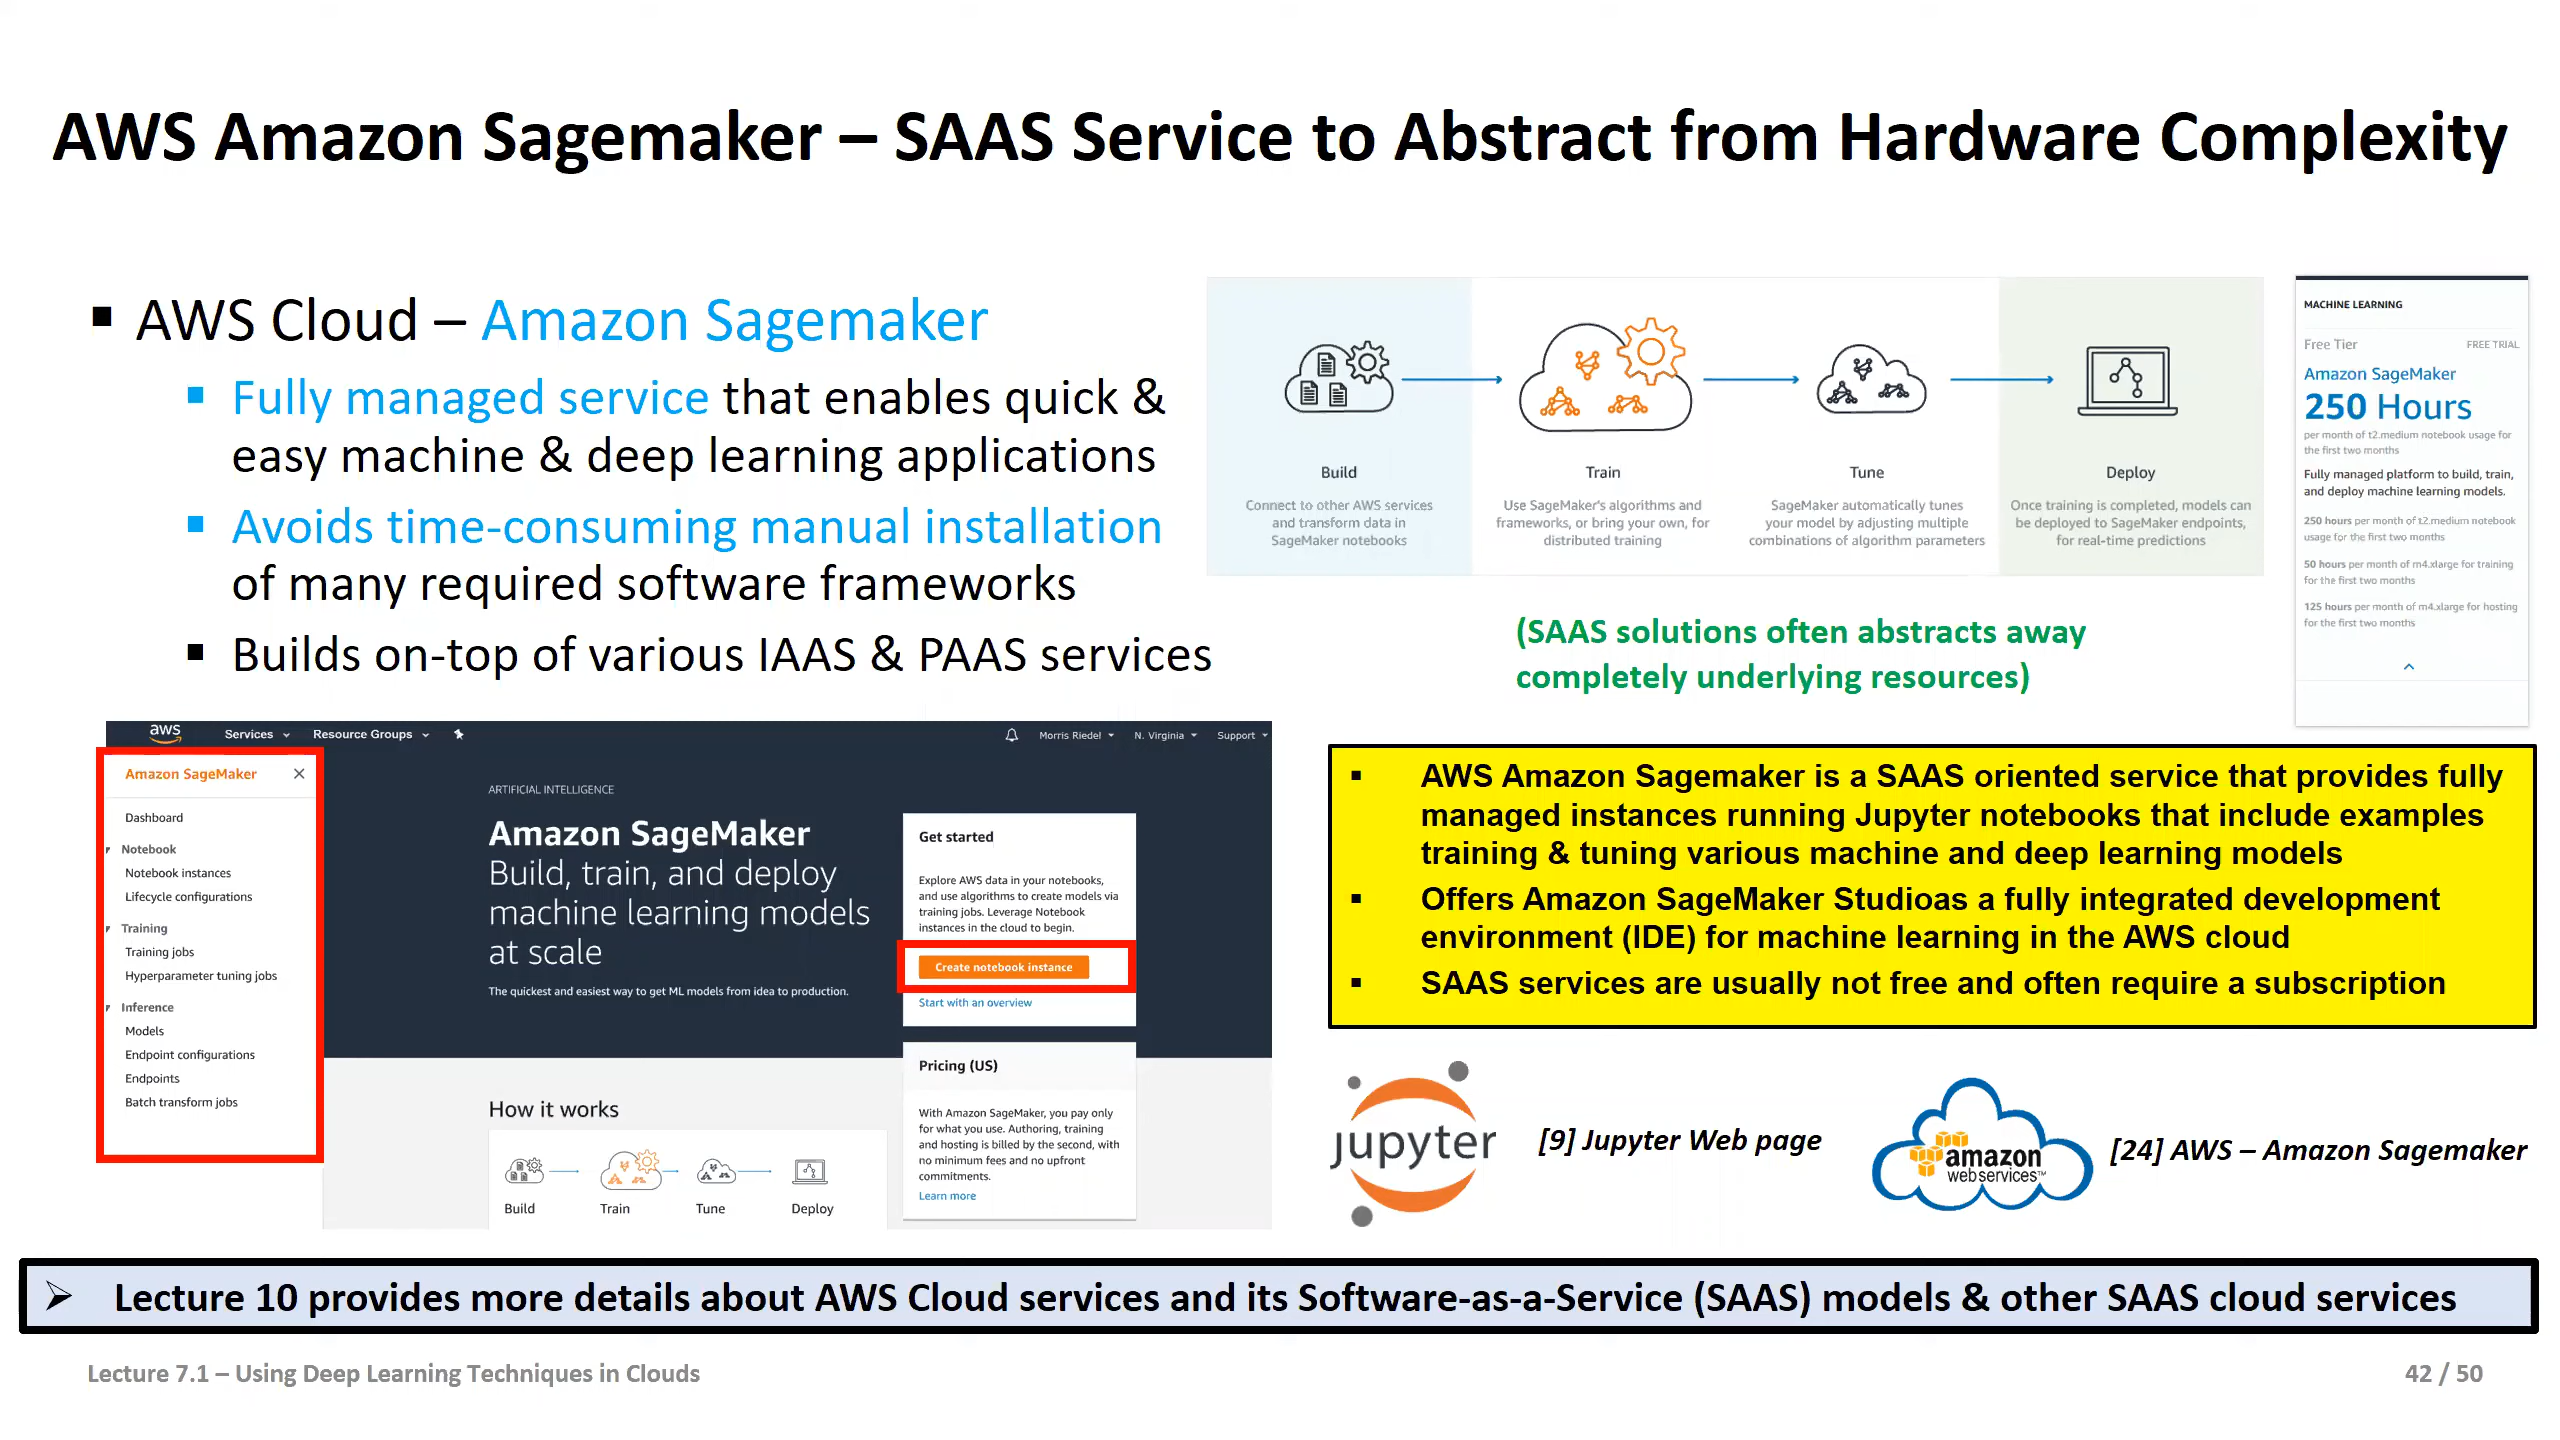 AWS Amazon Sagemaker – SAAS Service to Abstract from Hardware Complexity
▪ AWS Cloud – Amazon Sagemaker
▪ Fully managed service that enables quick &
easy machine & deep learning applications
▪ Avoids time-consuming manual installation
of many required software frameworks
▪ Builds on-top of various IAAS & PAAS services
Build
Connect to other AWS services
and transform data in
SageMaker notebooks
Train
Use SageMaker's algorithms and
frameworks, or bring your own, for
distributed training
Tune
SageMaker automatically tunes
your model by adjusting multiple
combinations of algorithm parameters
Deploy
Once training is completed, models can
be deployed to SageMaker endpoints,
for real-time predictions
MACHINE LEARNING
Free Tier FREE TRIAL
Amazon SageMaker
250 Hours
per month of t2.medium notebook usage for
the first two months
Fully managed platform to build, train,
and deploy machine learning models.
250 hours per month of t2.medium notebook
usage for the first two months
50 hours per month of m4.xlarge for training
for the first two months
125 hours per month of m4.xlarge for hosting
for the first two months
(SAAS solutions often abstracts away
completely underlying resources)
aws Services Resource Groups Morris Riedel N. Virginia Support
Amazon SageMaker ×
Dashboard
Notebook
Notebook instances
Lifecycle configurations
Training
Training jobs
Hyperparameter tuning jobs
Inference
Models
Endpoint configurations
Endpoints
Batch transform jobs
ARTIFICIAL INTELLIGENCE
Amazon SageMaker
Build, train, and deploy
machine learning models
at scale
The quickest and easiest way to get ML models from idea to production.
Get started
Explore AWS data in your notebooks,
and use algorithms to create models via
training jobs. Leverage Notebook
instances in the cloud to begin.
Create notebook instance
Start with an overview
Pricing (US)
With Amazon SageMaker, you pay only
for what you use. Authoring, training
and hosting is billed by the second, with
no minimum fees and no upfront
commitments.
Learn more
How it works
Build Train Tune Deploy
▪ AWS Amazon Sagemaker is a SAAS oriented service that provides fully
managed instances running Jupyter notebooks that include examples
training & tuning various machine and deep learning models
▪ Offers Amazon SageMaker Studioas a fully integrated development
environment (IDE) for machine learning in the AWS cloud
▪ SAAS services are usually not free and often require a subscription
jupyter
[9] Jupyter Web page
amazon
webservices™
[24] AWS – Amazon Sagemaker
➢ Lecture 10 provides more details about AWS Cloud services and its Software-as-a-Service (SAAS) models & other SAAS cloud services
Lecture 7.1 – Using Deep Learning Techniques in Clouds
42 / 50